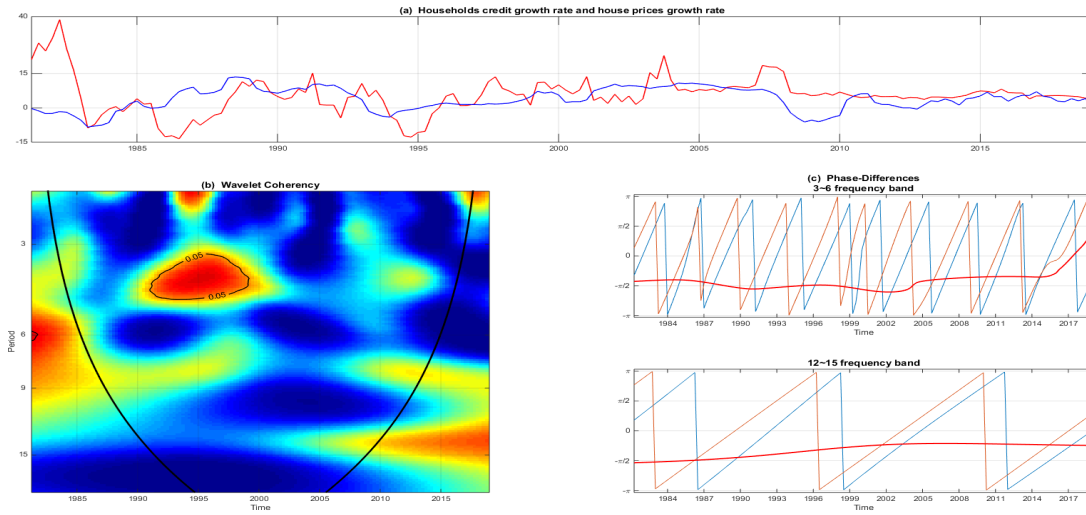 (a) Households credit growth rate and house prices growth rate
40
15
0
-15
1985 1990 1995 2000 2005 2010 2015
(b) Wavelet Coherency
3
6
9
15
Period
0.05
0.05
1985 1990 1995 2000 2005 2010 2015
Time
(c) Phase-Differences
3~6 frequency band
π
π/2
0
-π/2
-π
1984 1987 1990 1993 1996 1999 2002 2005 2008 2011 2014 2017
Time
12~15 frequency band
π
π/2
0
-π/2
-π
1984 1987 1990 1993 1996 1999 2002 2005 2008 2011 2014 2017
Time